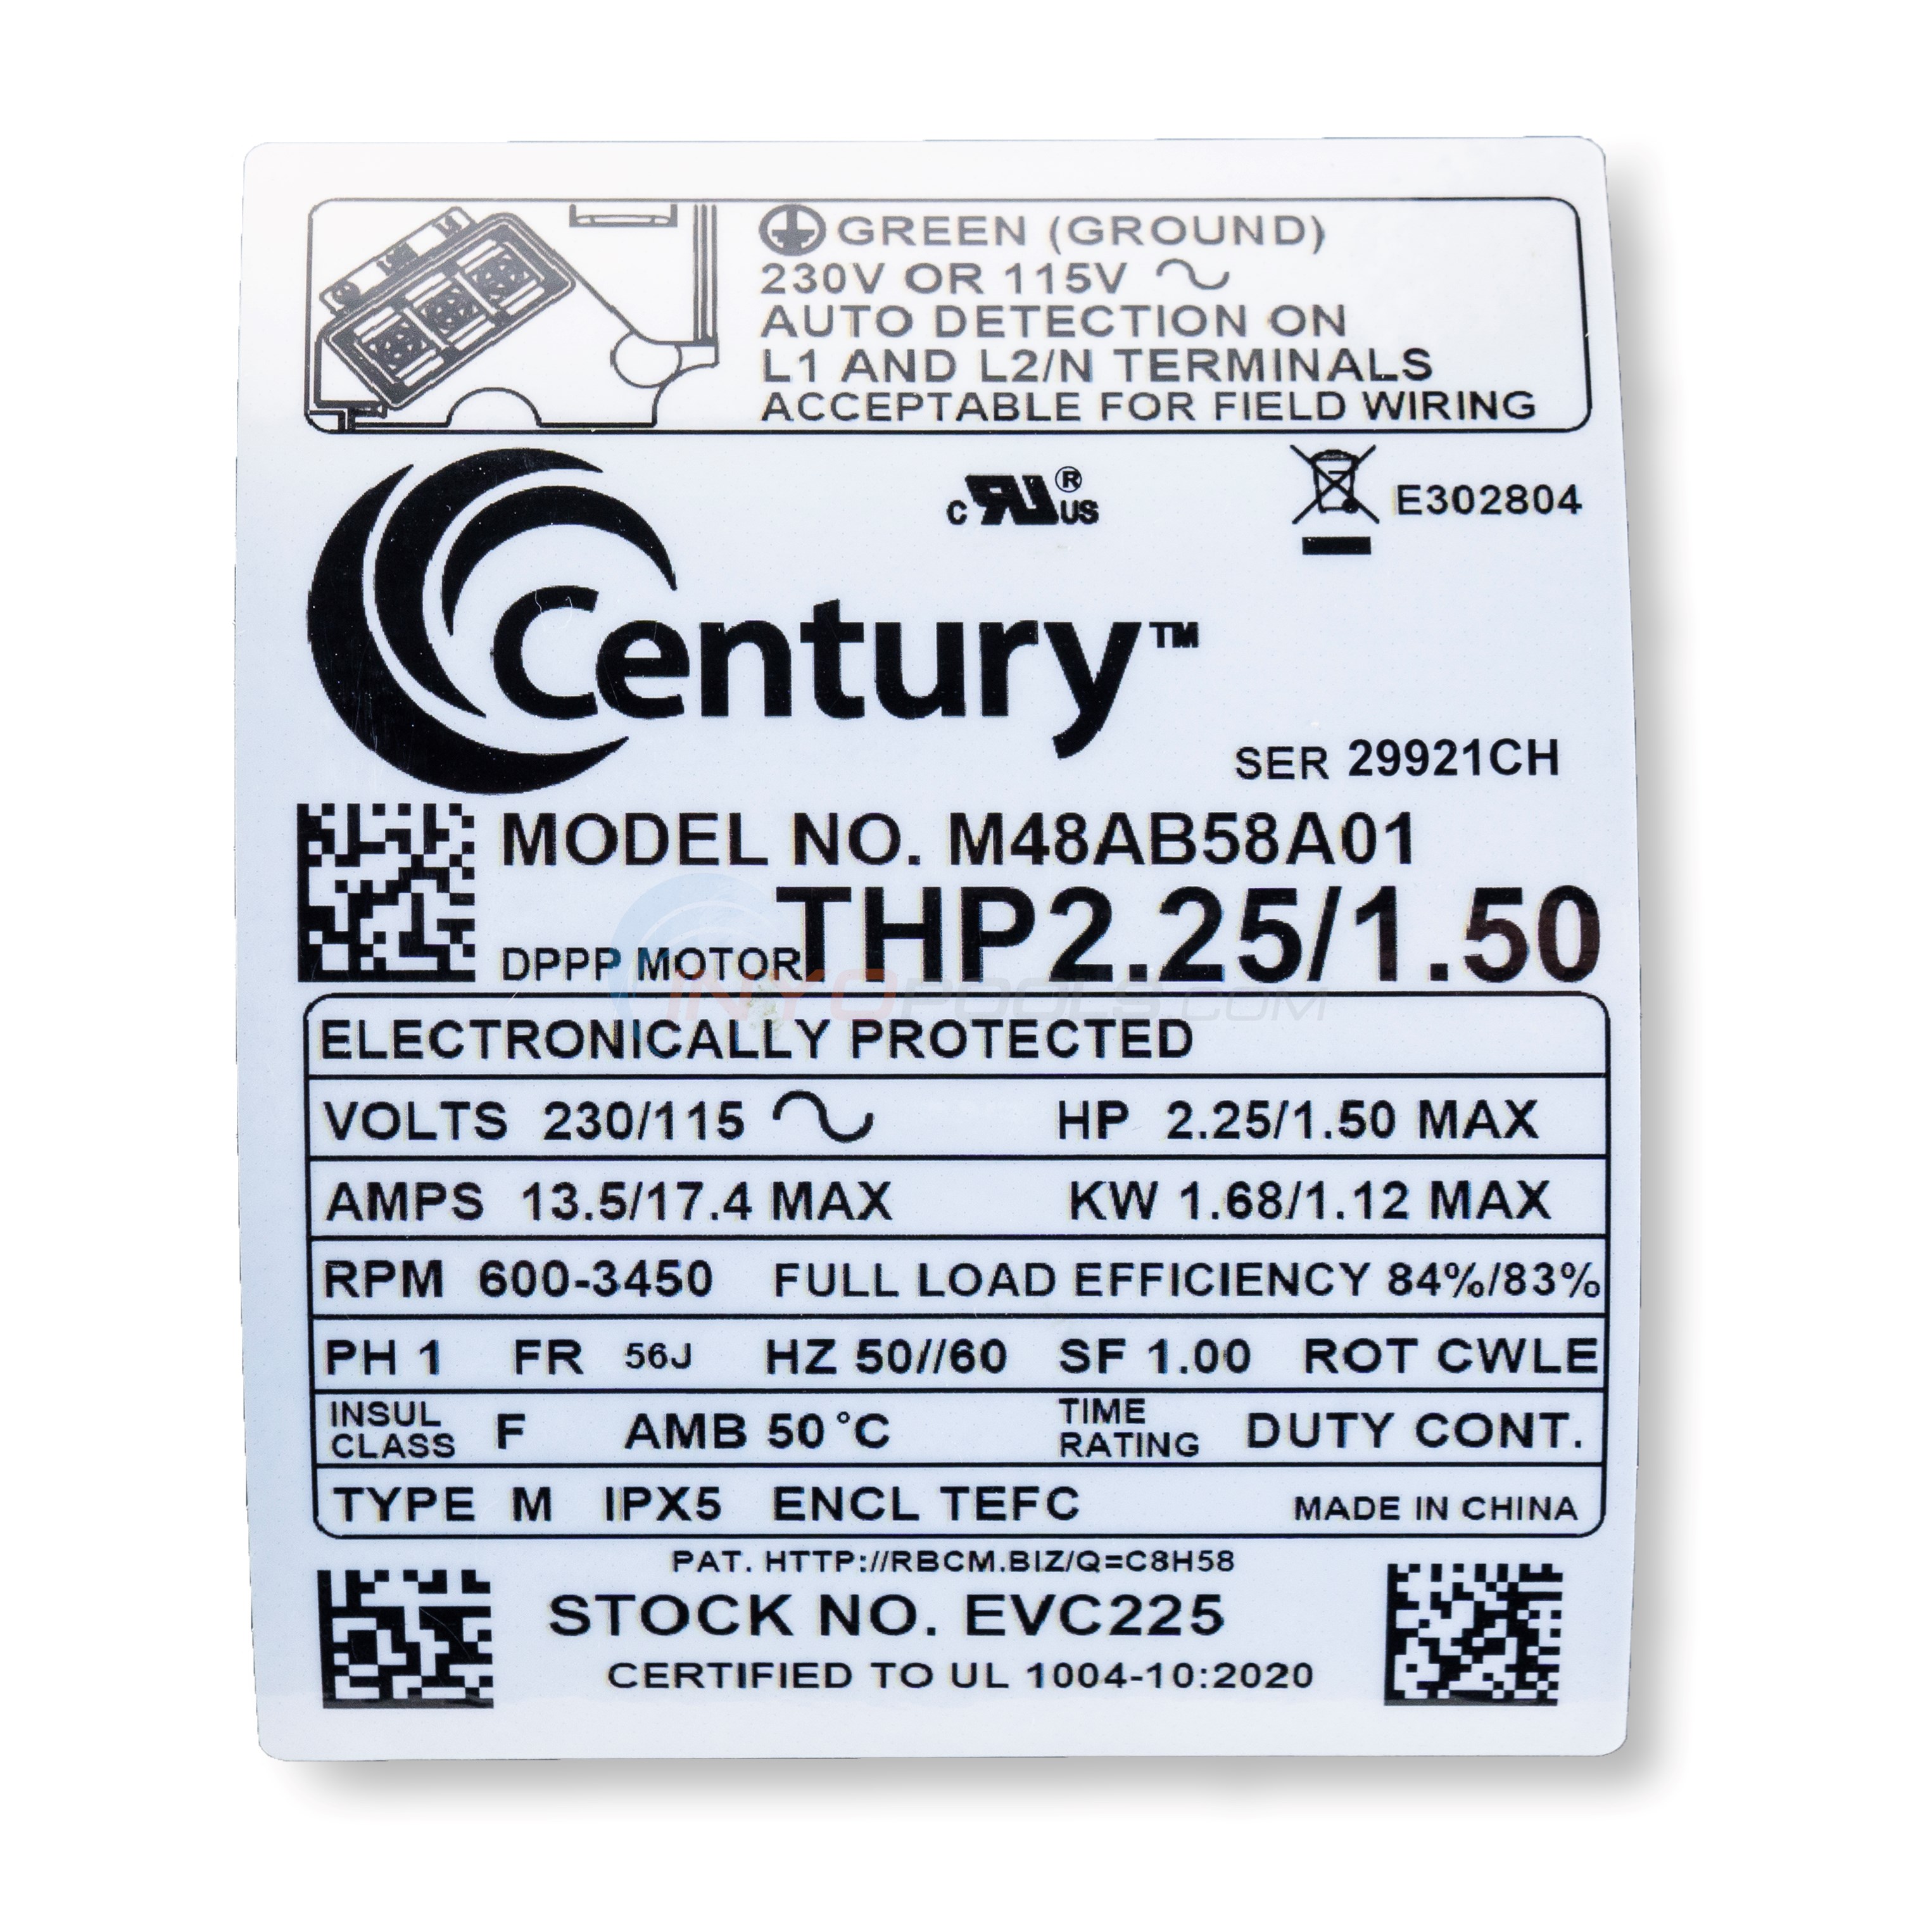 GREEN (GROUND)
230V OR 115V
AUTO DETECTION ON
L1 AND L2/N TERMINALS
ACCEPTABLE FOR FIELD WIRING
c RU ® US
E302804
Century™
SER 29921CH
MODEL NO. M48AB58A01
DPPP MOTOR THP2.25/1.50
INYOPOOLS.COM
ELECTRONICALLY PROTECTED
VOLTS 230/115 HP 2.25/1.50 MAX
AMPS 13.5/17.4 MAX KW 1.68/1.12 MAX
RPM 600-3450 FULL LOAD EFFICIENCY 84%/83%
PH 1 FR 56J HZ 50//60 SF 1.00 ROT CWLE
INSUL CLASS F AMB 50°C TIME RATING DUTY CONT.
TYPE M IPX5 ENCL TEFC MADE IN CHINA
PAT. HTTP://RBCM.BIZ/Q=C8H58
STOCK NO. EVC225
CERTIFIED TO UL 1004-10:2020